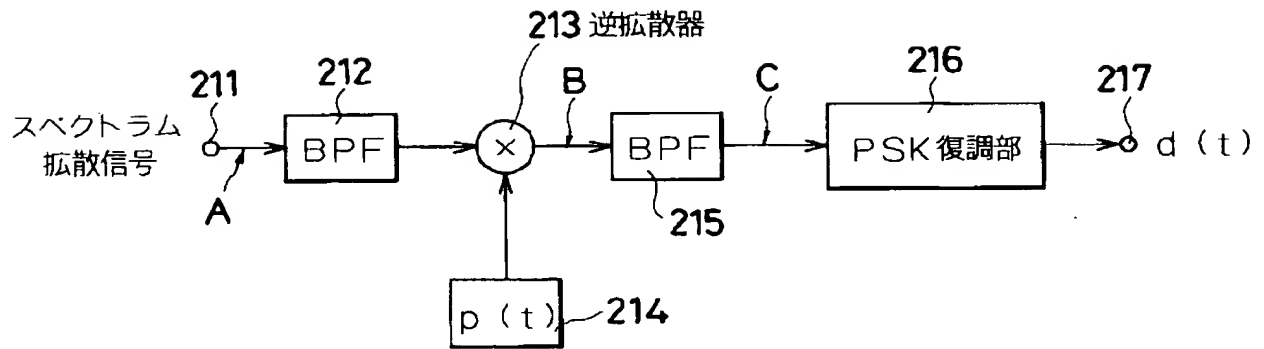 213 逆拡散器
211
212
B
C
216
217
スペクトラム
拡散信号
BPF
×
BPF
PSK復調部
d (t)
A
215
p (t)
214